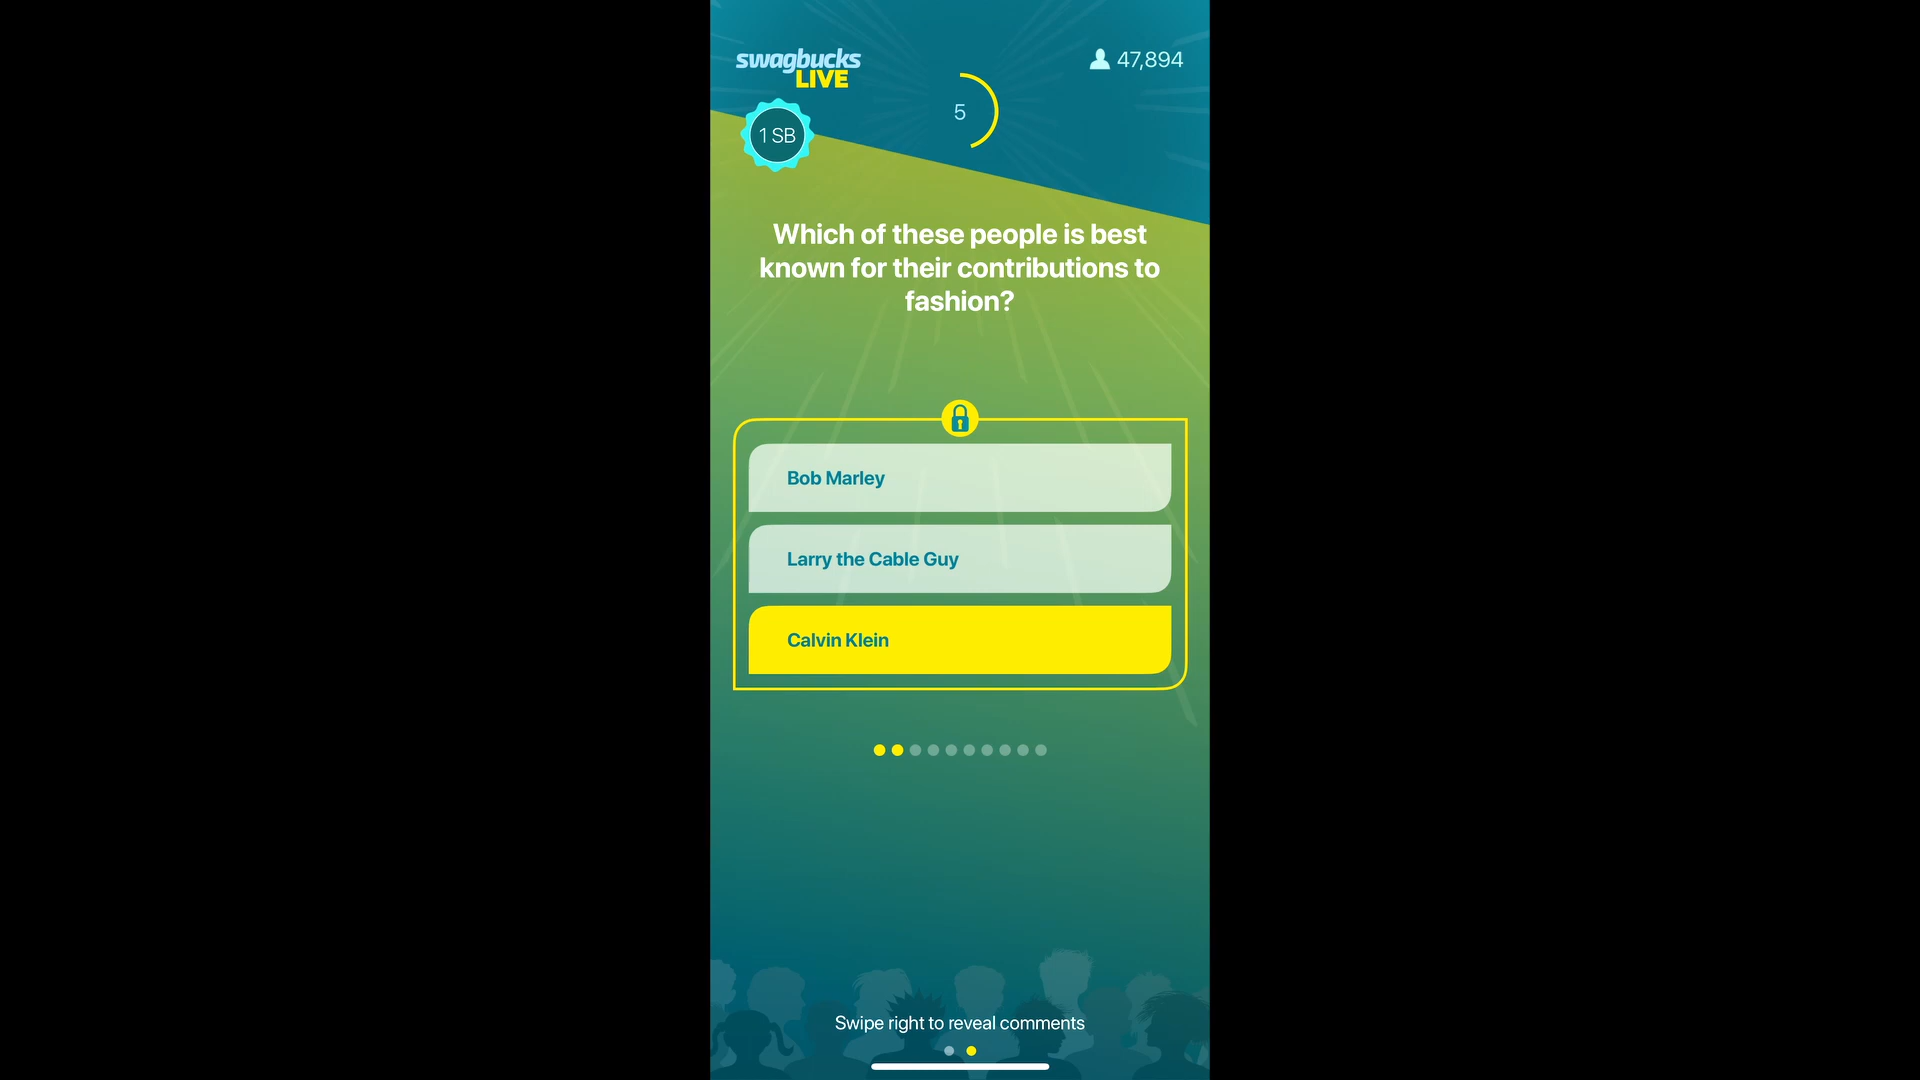 swagbucks
LIVE
47,894
5
1 SB
Which of these people is best
known for their contributions to
fashion?
Bob Marley
Larry the Cable Guy
Calvin Klein
Swipe right to reveal comments